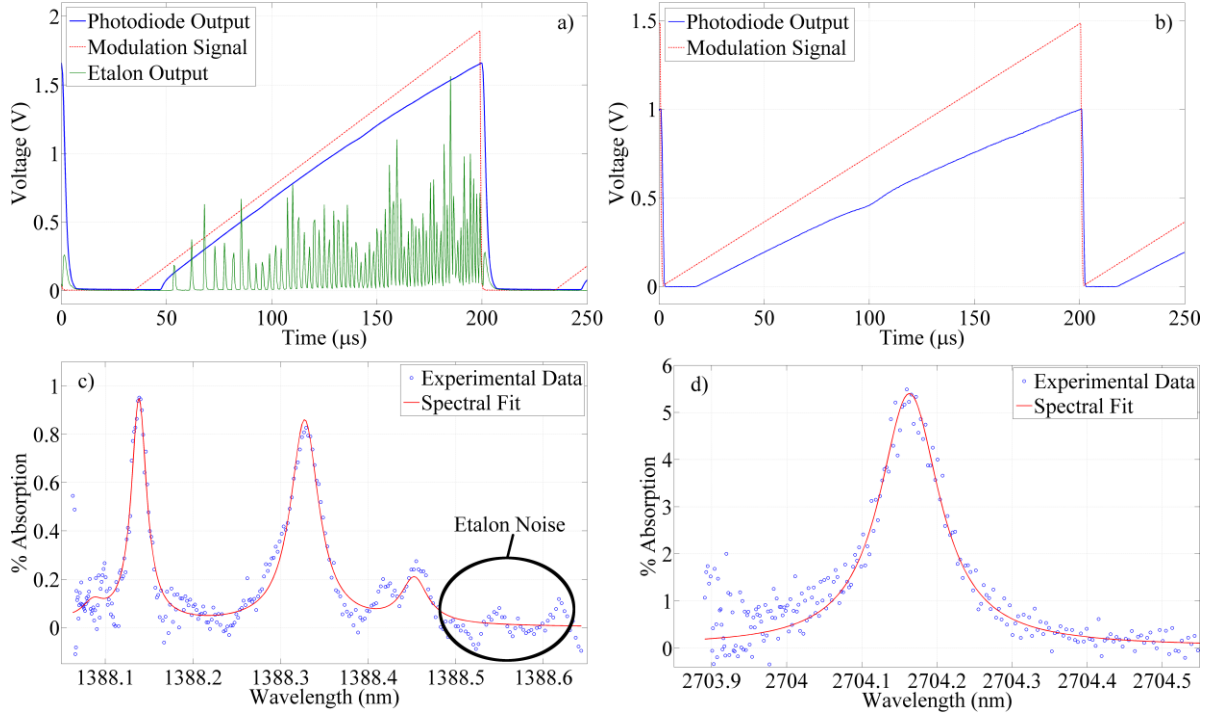 a)
Photodiode Output
Modulation Signal
Etalon Output
Voltage (V)
2
1.5
1
0.5
0
0 50 100 150 200 250
Time (μs)
b)
Photodiode Output
Modulation Signal
Voltage (V)
1.5
1
0.5
0
0 50 100 150 200 250
Time (μs)
c)
Experimental Data
Spectral Fit
Etalon Noise
% Absorption
1
0.8
0.6
0.4
0.2
0
1388.1 1388.2 1388.3 1388.4 1388.5 1388.6
Wavelength (nm)
d)
Experimental Data
Spectral Fit
% Absorption
6
5
4
3
2
1
0
2703.9 2704 2704.1 2704.2 2704.3 2704.4 2704.5
Wavelength (nm)